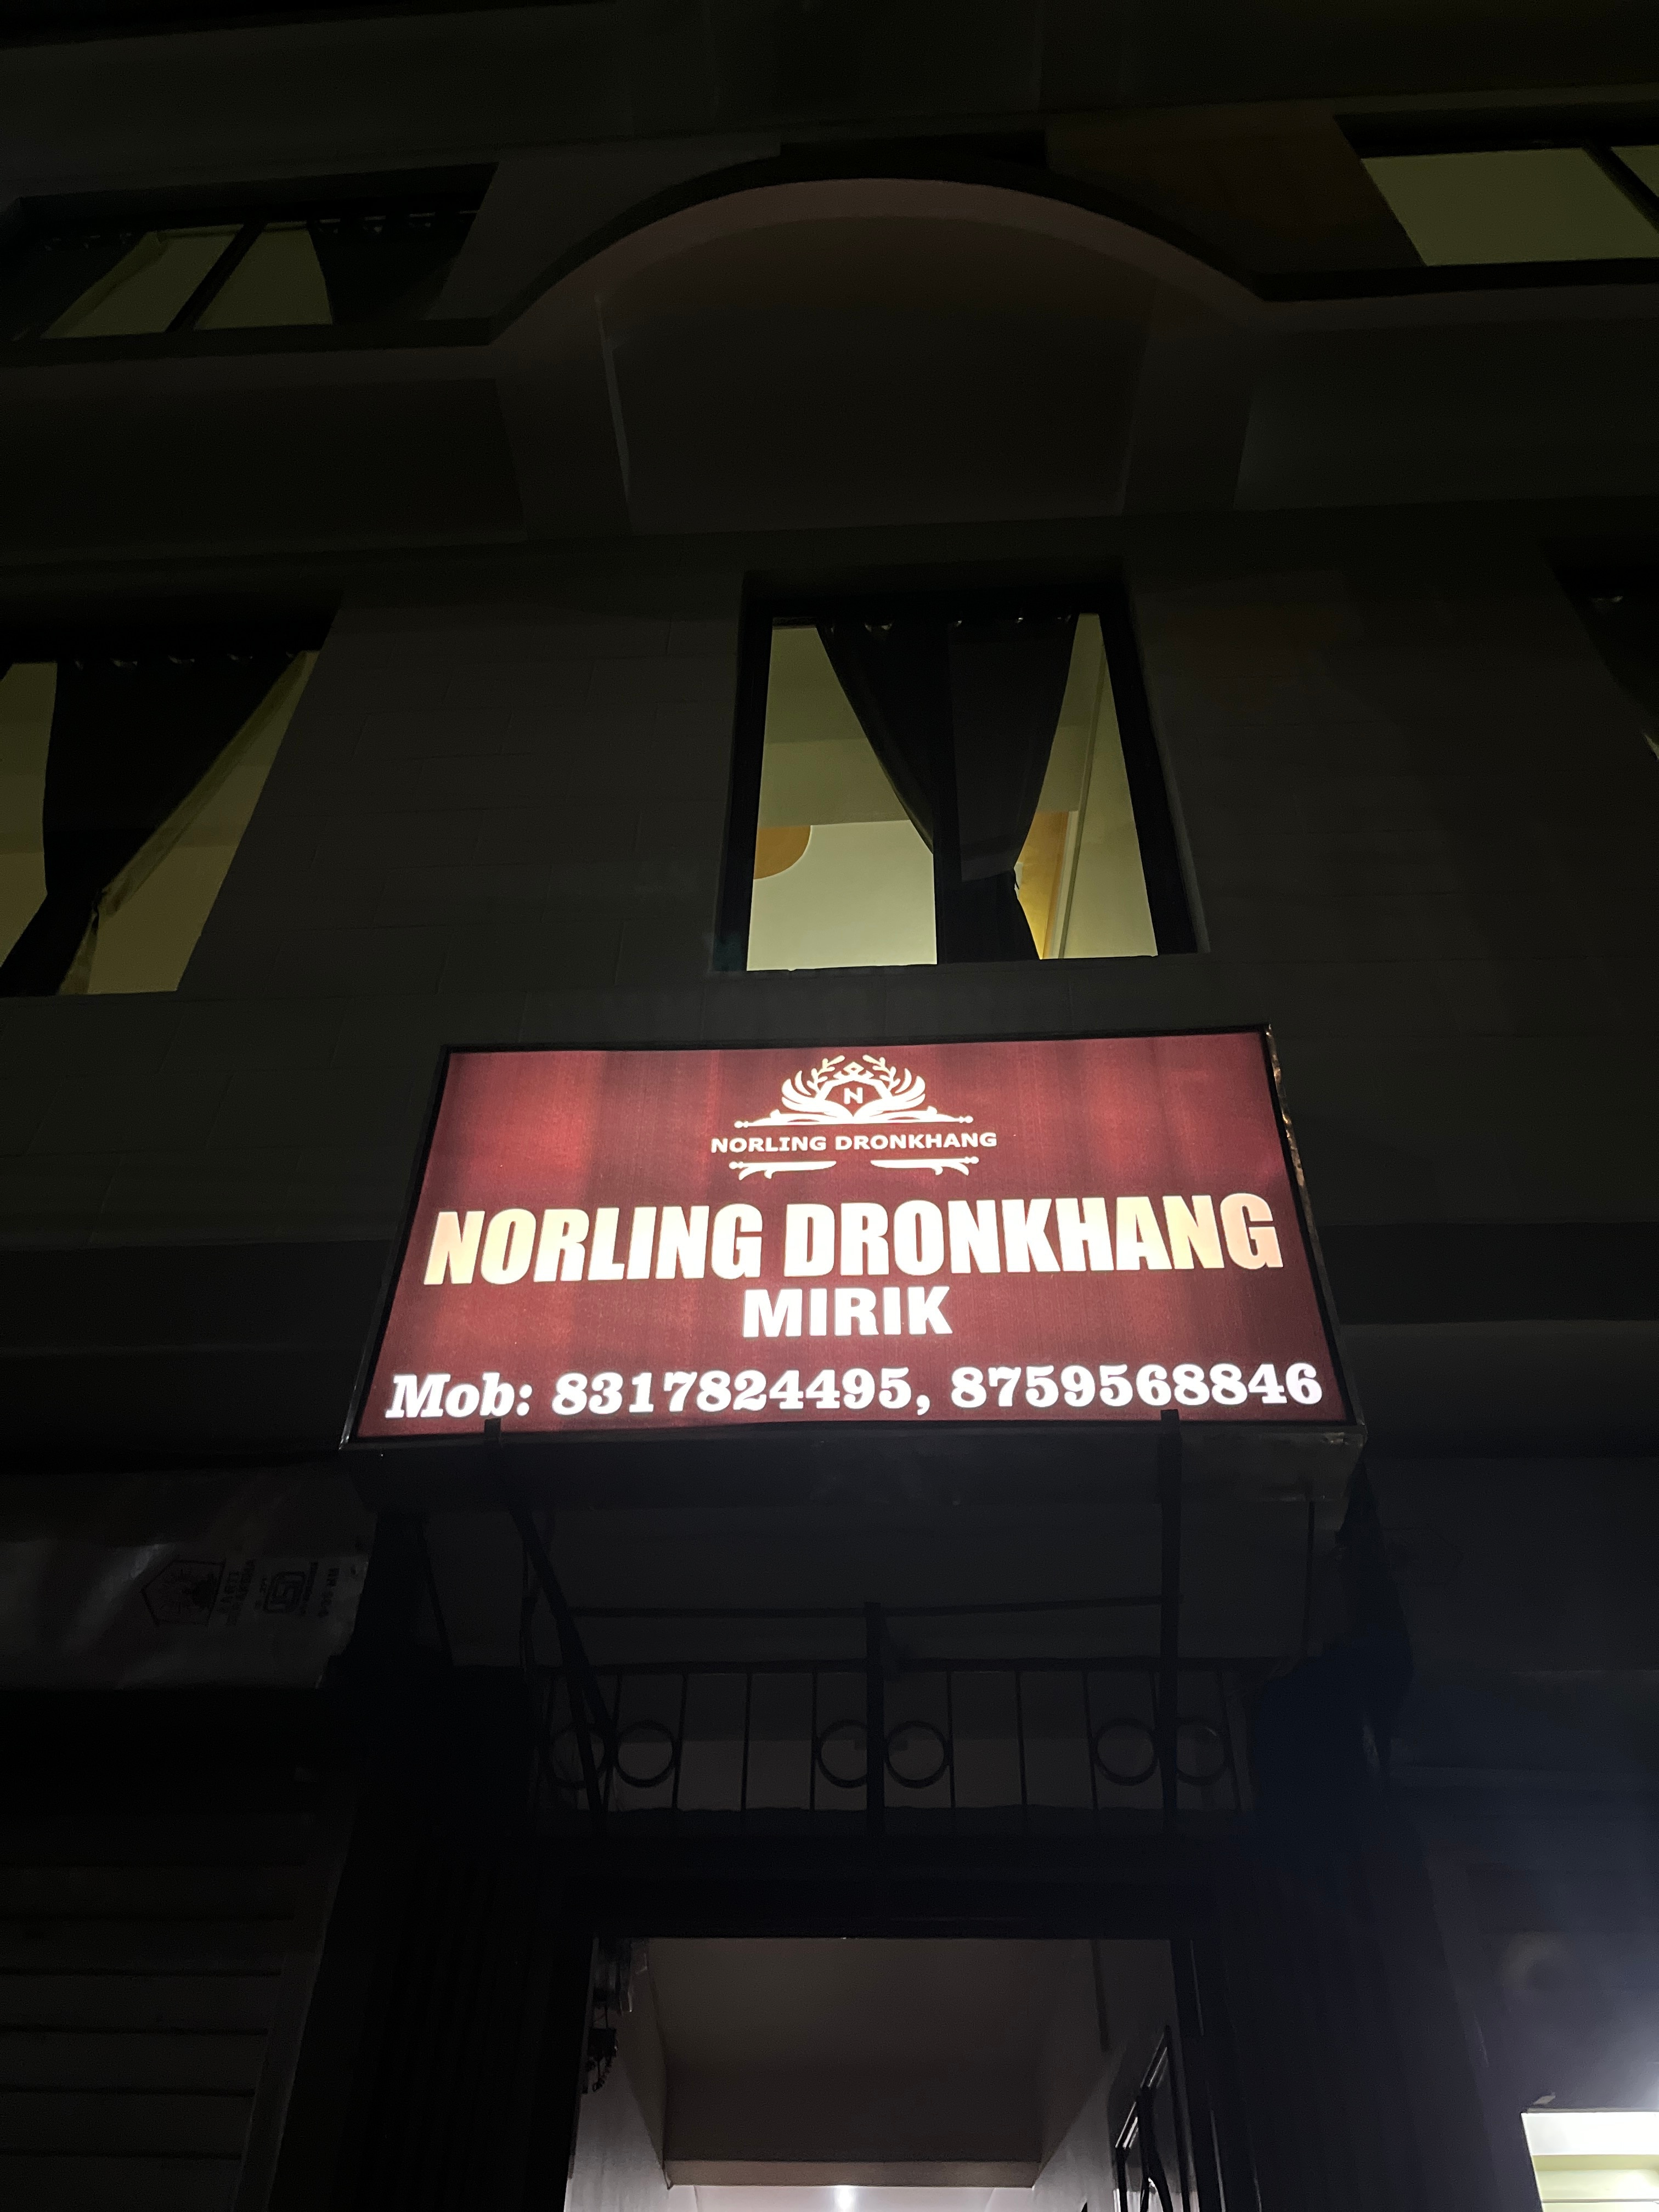 N
NORLING DRONKHANG
NORLING DRONKHANG
MIRIK
Mob: 8317824495, 8759568846